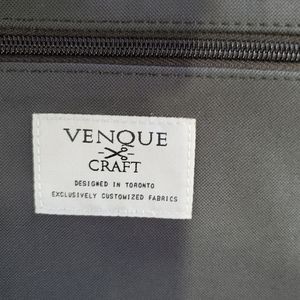 VENQUE
CRAFT
DESIGNED IN TORONTO
EXCLUSIVELY CUSTOMIZED FABRICS